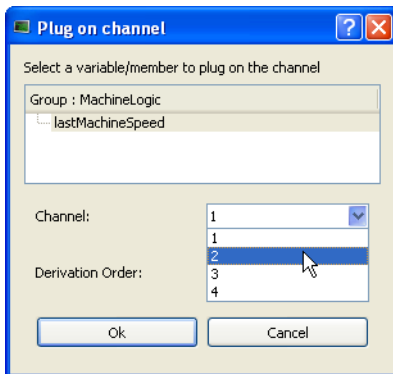 Plug on channel
Select a variable/member to plug on the channel
Group : MachineLogic
lastMachineSpeed
Channel: 1
1
2
Derivation Order: 3
4
Ok Cancel